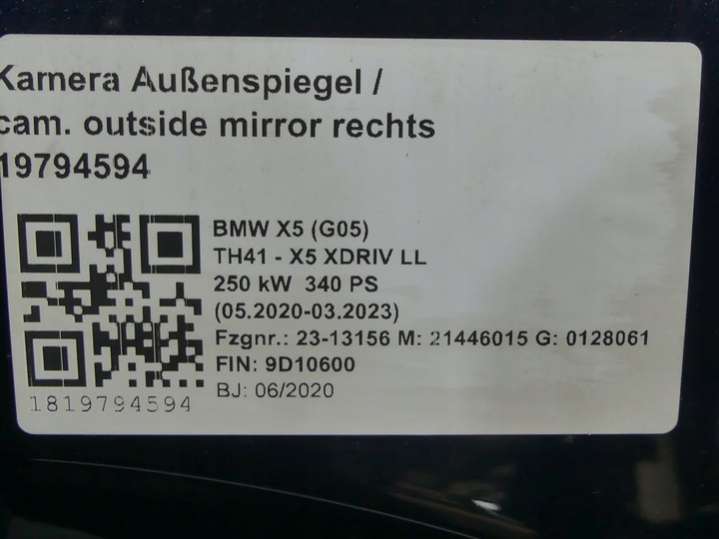 Kamera Außenspiegel /
cam. outside mirror rechts
19794594
BMW X5 (G05)
TH41 - X5 XDRIV LL
250 kW 340 PS
(05.2020-03.2023)
Fzgnr.: 23-13156 M: 21446015 G: 0128061
FIN: 9D10600
BJ: 06/2020
1819794594